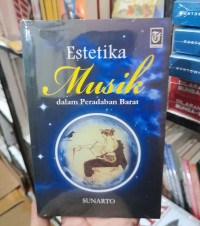 Estetika
Musik
dalam Peradaban Barat
SUNARTO